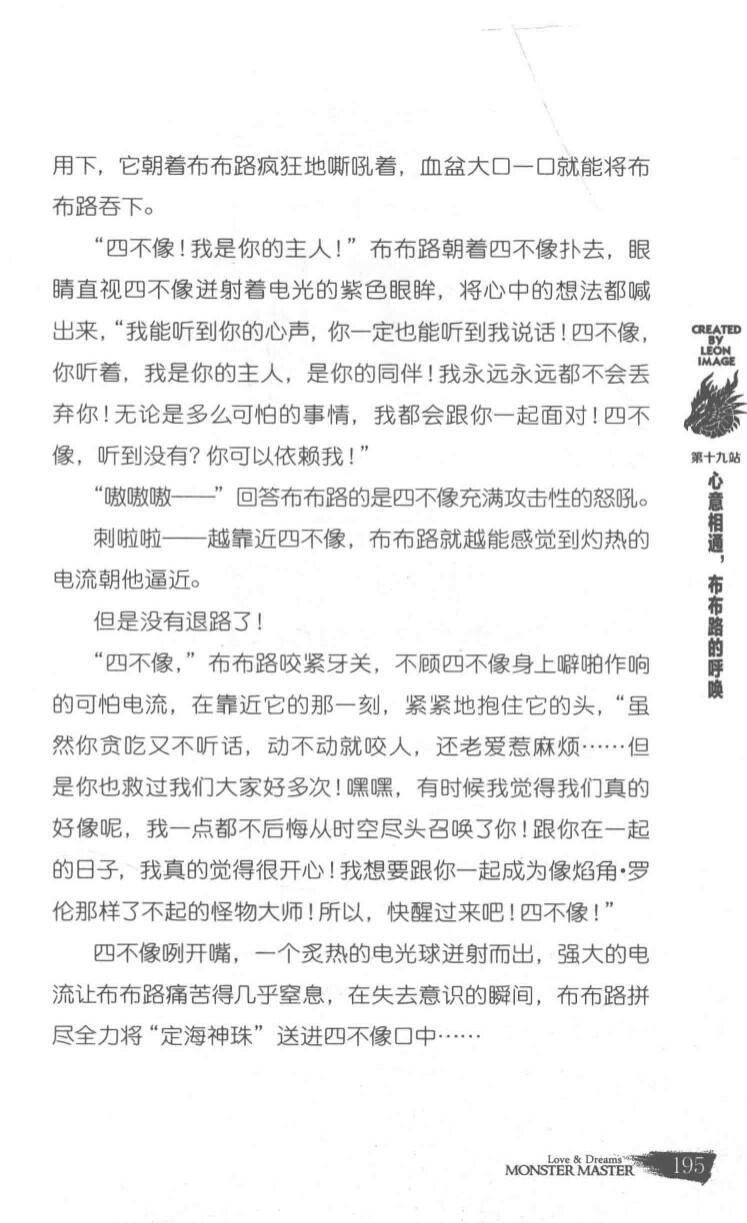 用下，它朝着布布路疯狂地嘶吼着，血盆大口一口就能将布
布路吞下。
“四不像！我是你的主人！”布布路朝着四不像扑去，眼
睛直视四不像迸射着电光的紫色眼眸，将心中的想法都喊
出来，“我能听到你的心声，你一定也能听到我说话！四不像，
你听着，我是你的主人，是你的同伴！我永远永远都不会丢
弃你！无论是多么可怕的事情，我都会跟你一起面对！四不
像，听到没有？你可以依赖我！”
“嗷嗷嗷——”回答布布路的是四不像充满攻击性的怒吼。
刺啦啦——越靠近四不像，布布路就越能感觉到灼热的
电流朝他逼近。
但是没有退路了！
“四不像，”布布路咬紧牙关，不顾四不像身上噼啪作响
的可怕电流，在靠近它的那一刻，紧紧地抱住它的头，“虽
然你贪吃又不听话，动不动就咬人，还老爱惹麻烦……但
是你也救过我们大家好多次！嘿嘿，有时候我觉得我们真的
好像呢，我一点都不后悔从时空尽头召唤了你！跟你在一起
的日子，我真的觉得很开心！我想要跟你一起成为像焰角·罗
伦那样了不起的怪物大师！所以，快醒过来吧！四不像！”
四不像咧开嘴，一个炙热的电光球迸射而出，强大的电
流让布布路痛苦得几乎窒息，在失去意识的瞬间，布布路拼
尽全力将“定海神珠”送进四不像口中……
CREATED
BY
LEON
IMAGE
第十九站
心意相通，布布路的呼唤
Love & Dreams
MONSTER MASTER
195